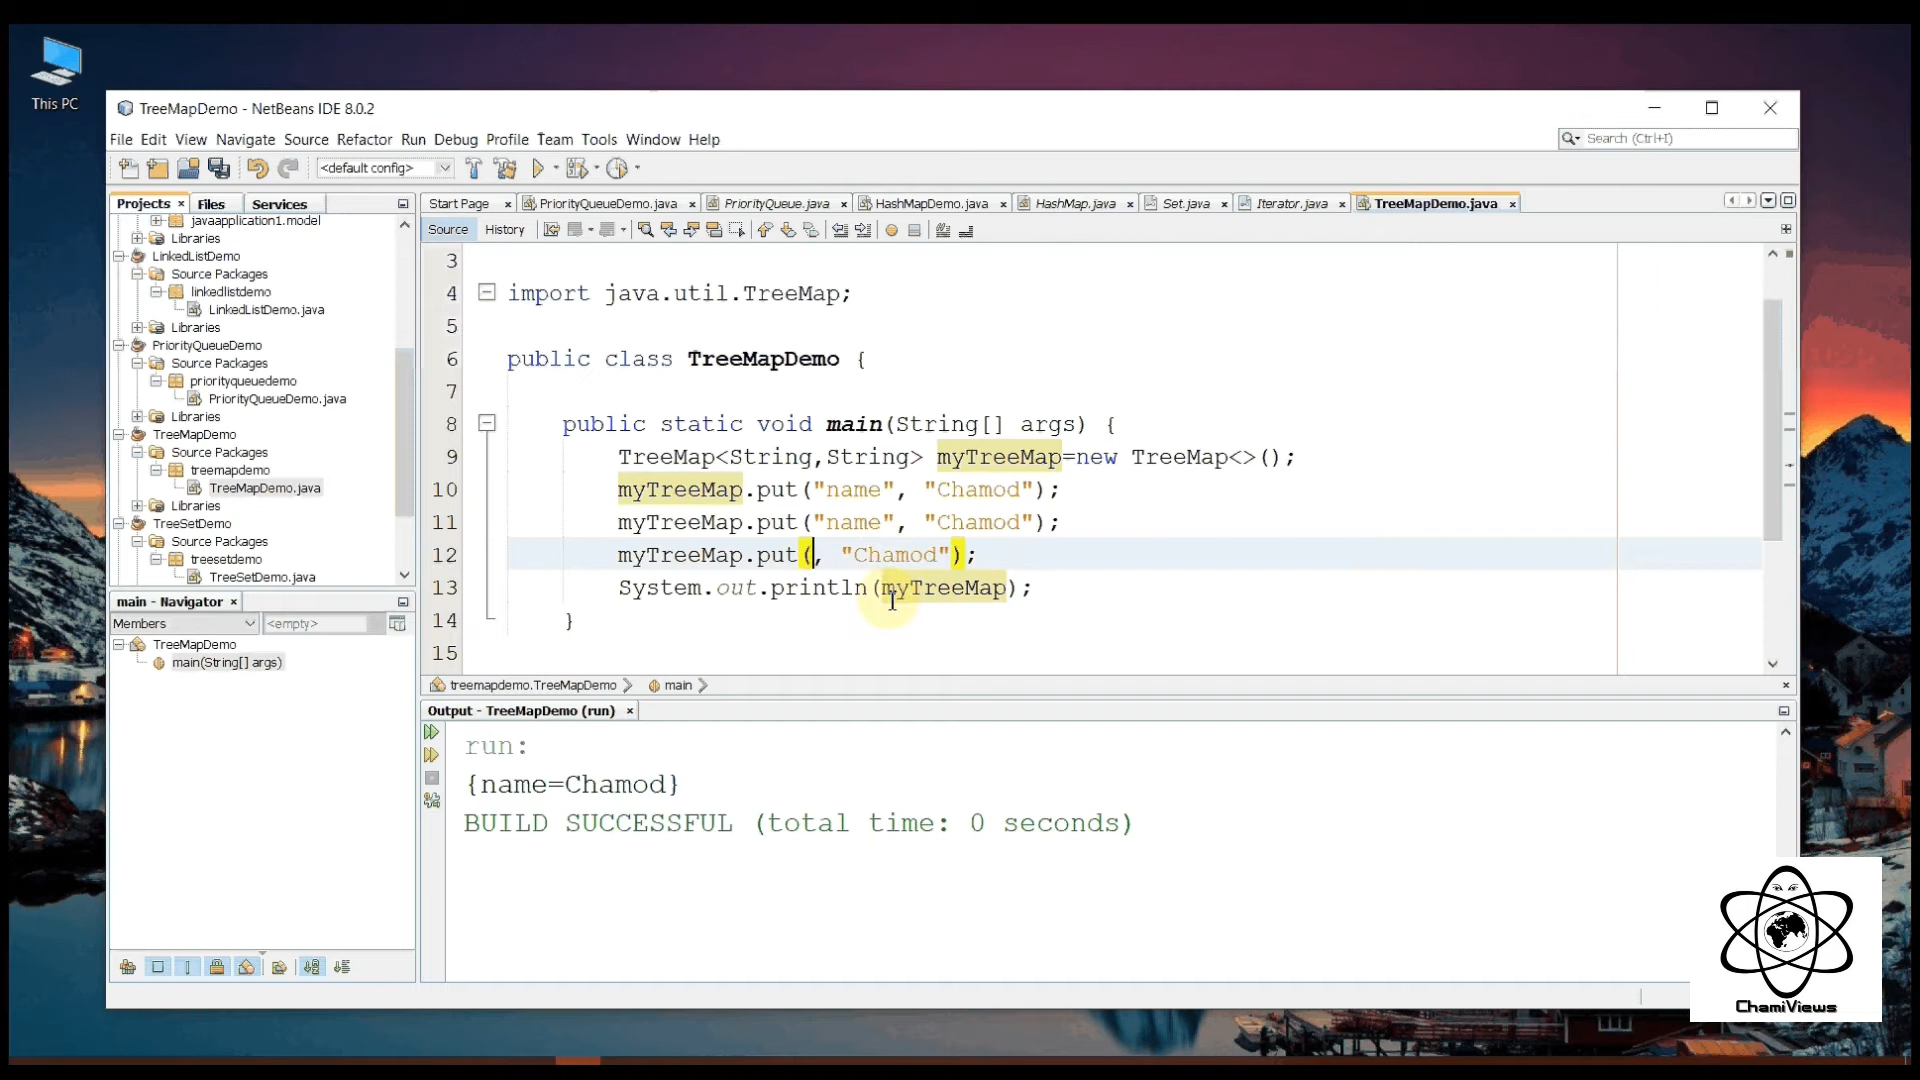 This PC
TreeMapDemo - NetBeans IDE 8.0.2
File Edit View Navigate Source Refactor Run Debug Profile Team Tools Window Help
Search (Ctrl+I)
<default config>
Projects Files Services
Start Page PriorityQueueDemo.java PriorityQueue.java HashMapDemo.java HashMap.java Set.java Iterator.java TreeMapDemo.java
Source History
javaapplication1.model
Libraries
LinkedListDemo
Source Packages
linkedlistdemo
LinkedListDemo.java
Libraries
PriorityQueueDemo
Source Packages
priorityqueuedemo
PriorityQueueDemo.java
Libraries
TreeMapDemo
Source Packages
treemapdemo
TreeMapDemo.java
Libraries
TreeSetDemo
Source Packages
treesetdemo
TreeSetDemo.java
3
4 import java.util.TreeMap;
5
6 public class TreeMapDemo {
7
8 public static void main(String[] args) {
9 TreeMap<String,String> myTreeMap=new TreeMap<>();
10 myTreeMap.put("name", "Chamod");
11 myTreeMap.put("name", "Chamod");
12 myTreeMap.put(, "Chamod");
13 System.out.println(myTreeMap);
14 }
15
main - Navigator
Members <empty>
TreeMapDemo
main(String[] args)
treemapdemo.TreeMapDemo main
Output - TreeMapDemo (run)
run:
{name=Chamod}
BUILD SUCCESSFUL (total time: 0 seconds)
ChamiViews